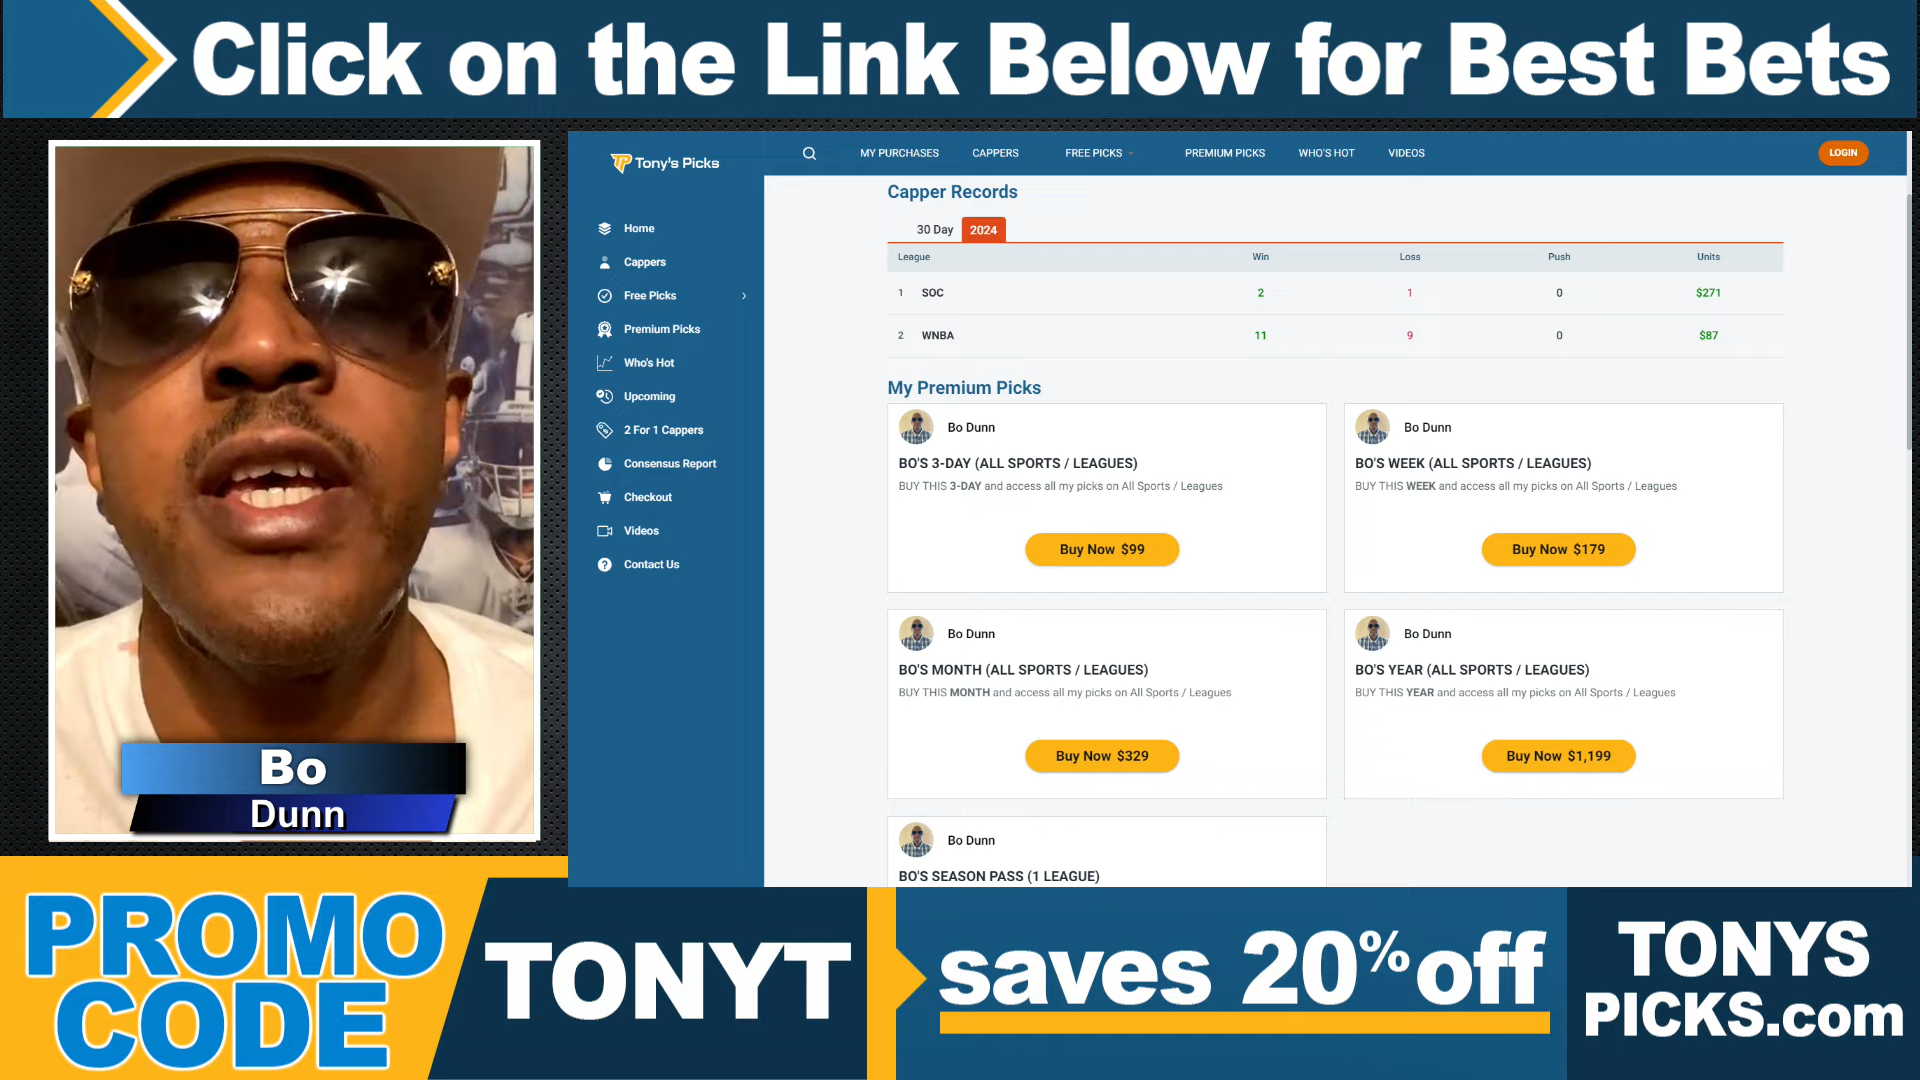 Click on the Link Below for Best Bets
TP Tony's Picks
MY PURCHASES CAPPERS FREE PICKS PREMIUM PICKS WHO'S HOT VIDEOS LOGIN
Home
Cappers
Free Picks
Premium Picks
Who's Hot
Upcoming
2 For 1 Cappers
Consensus Report
Checkout
Videos
Contact Us
Capper Records
30 Day 2024
League Win Loss Push Units
1 SOC 2 1 0 $271
2 WNBA 11 9 0 $87
My Premium Picks
Bo Dunn
BO'S 3-DAY (ALL SPORTS / LEAGUES)
BUY THIS 3-DAY and access all my picks on All Sports / Leagues
Buy Now $99
Bo Dunn
BO'S WEEK (ALL SPORTS / LEAGUES)
BUY THIS WEEK and access all my picks on All Sports / Leagues
Buy Now $179
Bo Dunn
BO'S MONTH (ALL SPORTS / LEAGUES)
BUY THIS MONTH and access all my picks on All Sports / Leagues
Buy Now $329
Bo Dunn
BO'S YEAR (ALL SPORTS / LEAGUES)
BUY THIS YEAR and access all my picks on All Sports / Leagues
Buy Now $1,199
Bo Dunn
BO'S SEASON PASS (1 LEAGUE)
Bo
Dunn
PROMO
CODE
TONYT
saves 20% off
TONYS
PICKS.com